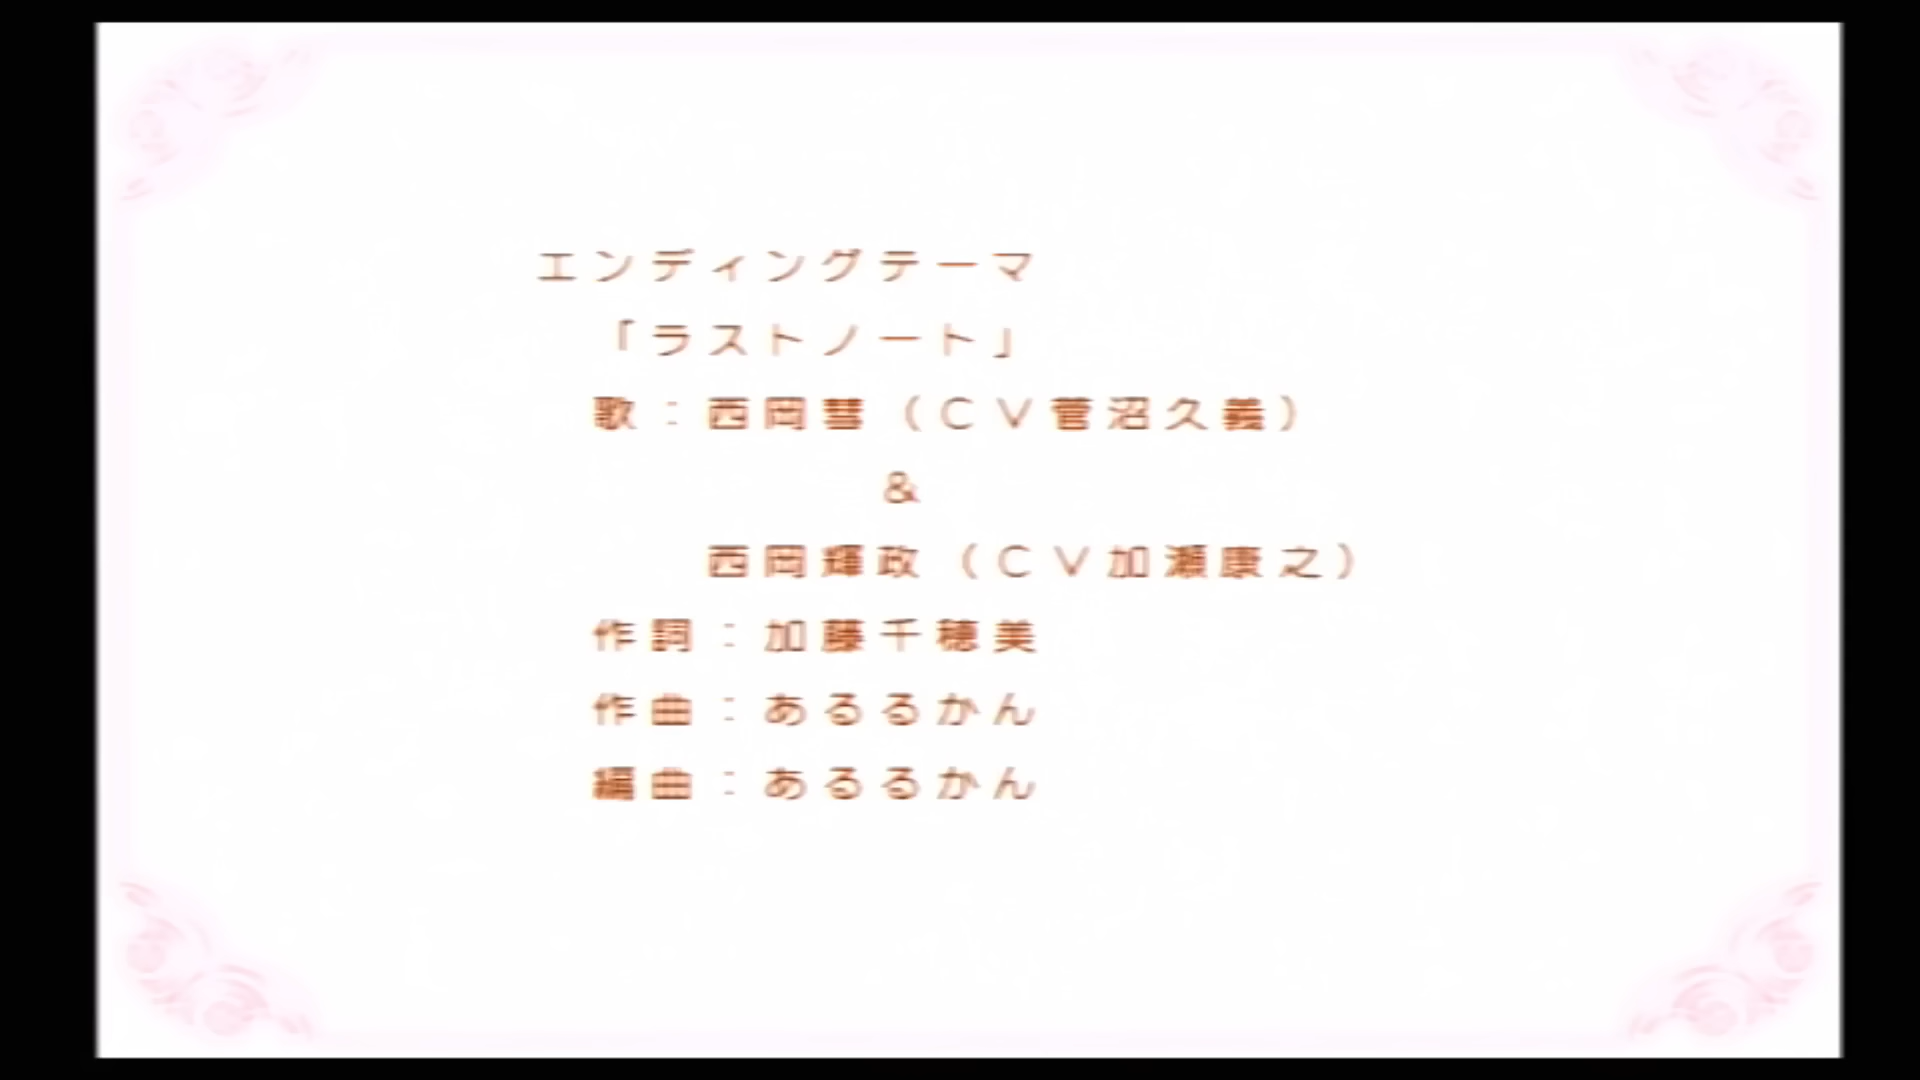 エンディングテーマ
「ラストノート」
歌：西岡彗（ＣＶ菅沼久義）
＆
西岡輝政（ＣＶ加瀬康之）
作詞：加藤千穂美
作曲：あるるかん
編曲：あるるかん